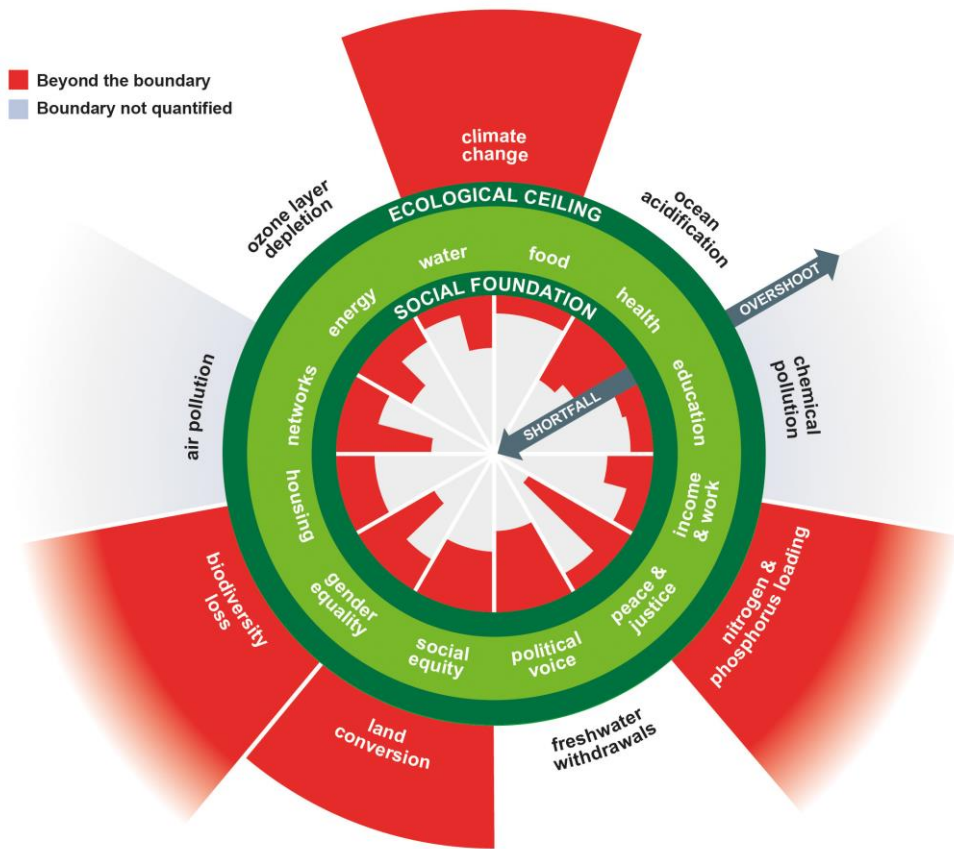 Beyond the boundary
Boundary not quantified
climate
change
ozone layer
depletion
ocean
acidification
ECOLOGICAL CEILING
OVERSHOOT
water
food
energy
health
SOCIAL FOUNDATION
networks
education
SHORTFALL
air pollution
chemical
pollution
housing
income
& work
gender
equality
peace &
justice
social
equity
political
voice
biodiversity
loss
nitrogen &
phosphorus loading
land
conversion
freshwater
withdrawals